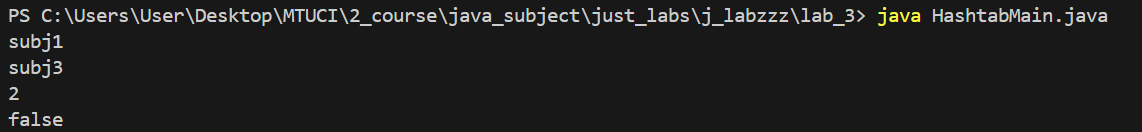 PS C:\Users\User\Desktop\MTUCI\2_course\java_subject\just_labs\j_labzzz\lab_3> java HashtabMain.java
subj1
subj3
2
false